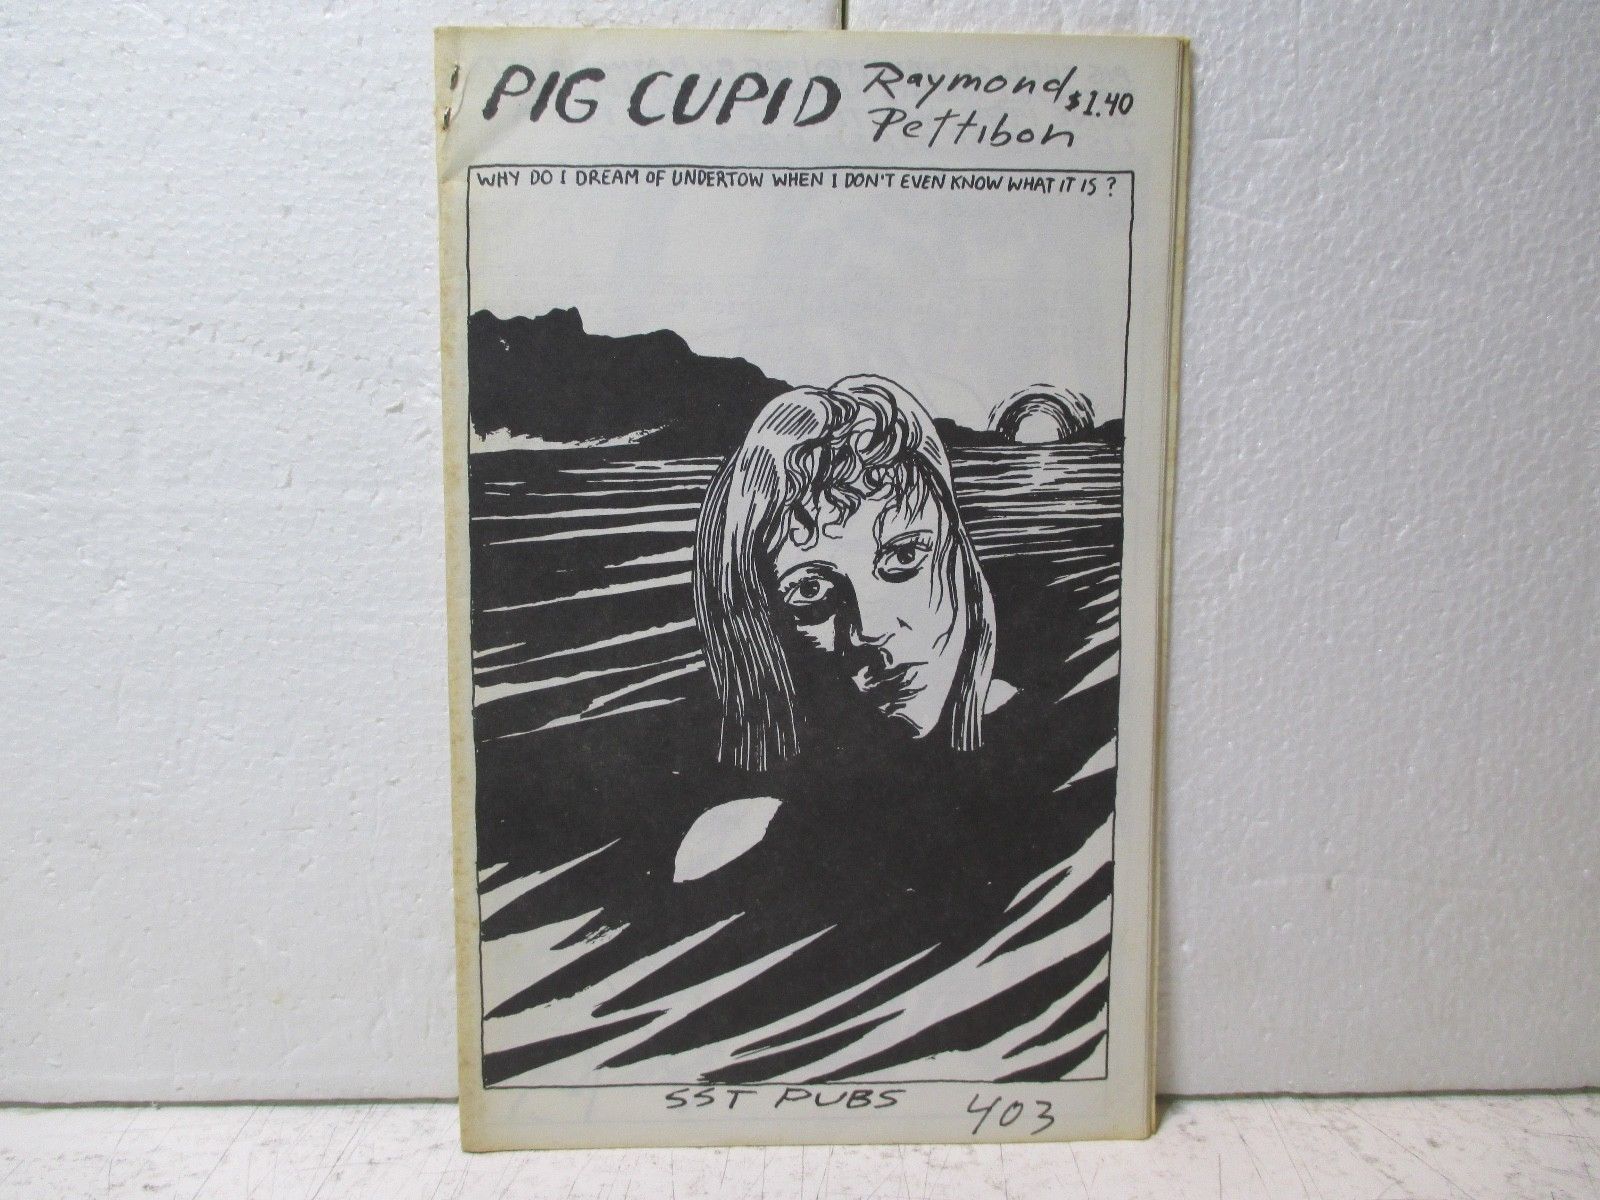 PIG CUPID Raymond $1.40
Pettibon
WHY DO I DREAM OF UNDERTOW WHEN I DON'T EVEN KNOW WHAT IT IS ?
SST PUBS 403